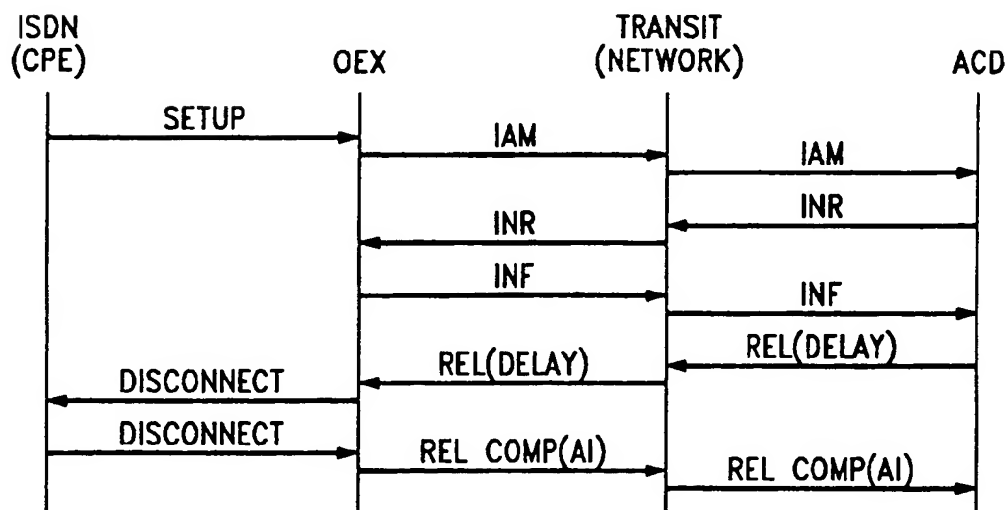 ISDN
(CPE)
OEX
TRANSIT
(NETWORK)
ACD
SETUP
IAM
IAM
INR
INR
INF
INF
REL(DELAY)
REL(DELAY)
DISCONNECT
DISCONNECT
REL COMP(AI)
REL COMP(AI)